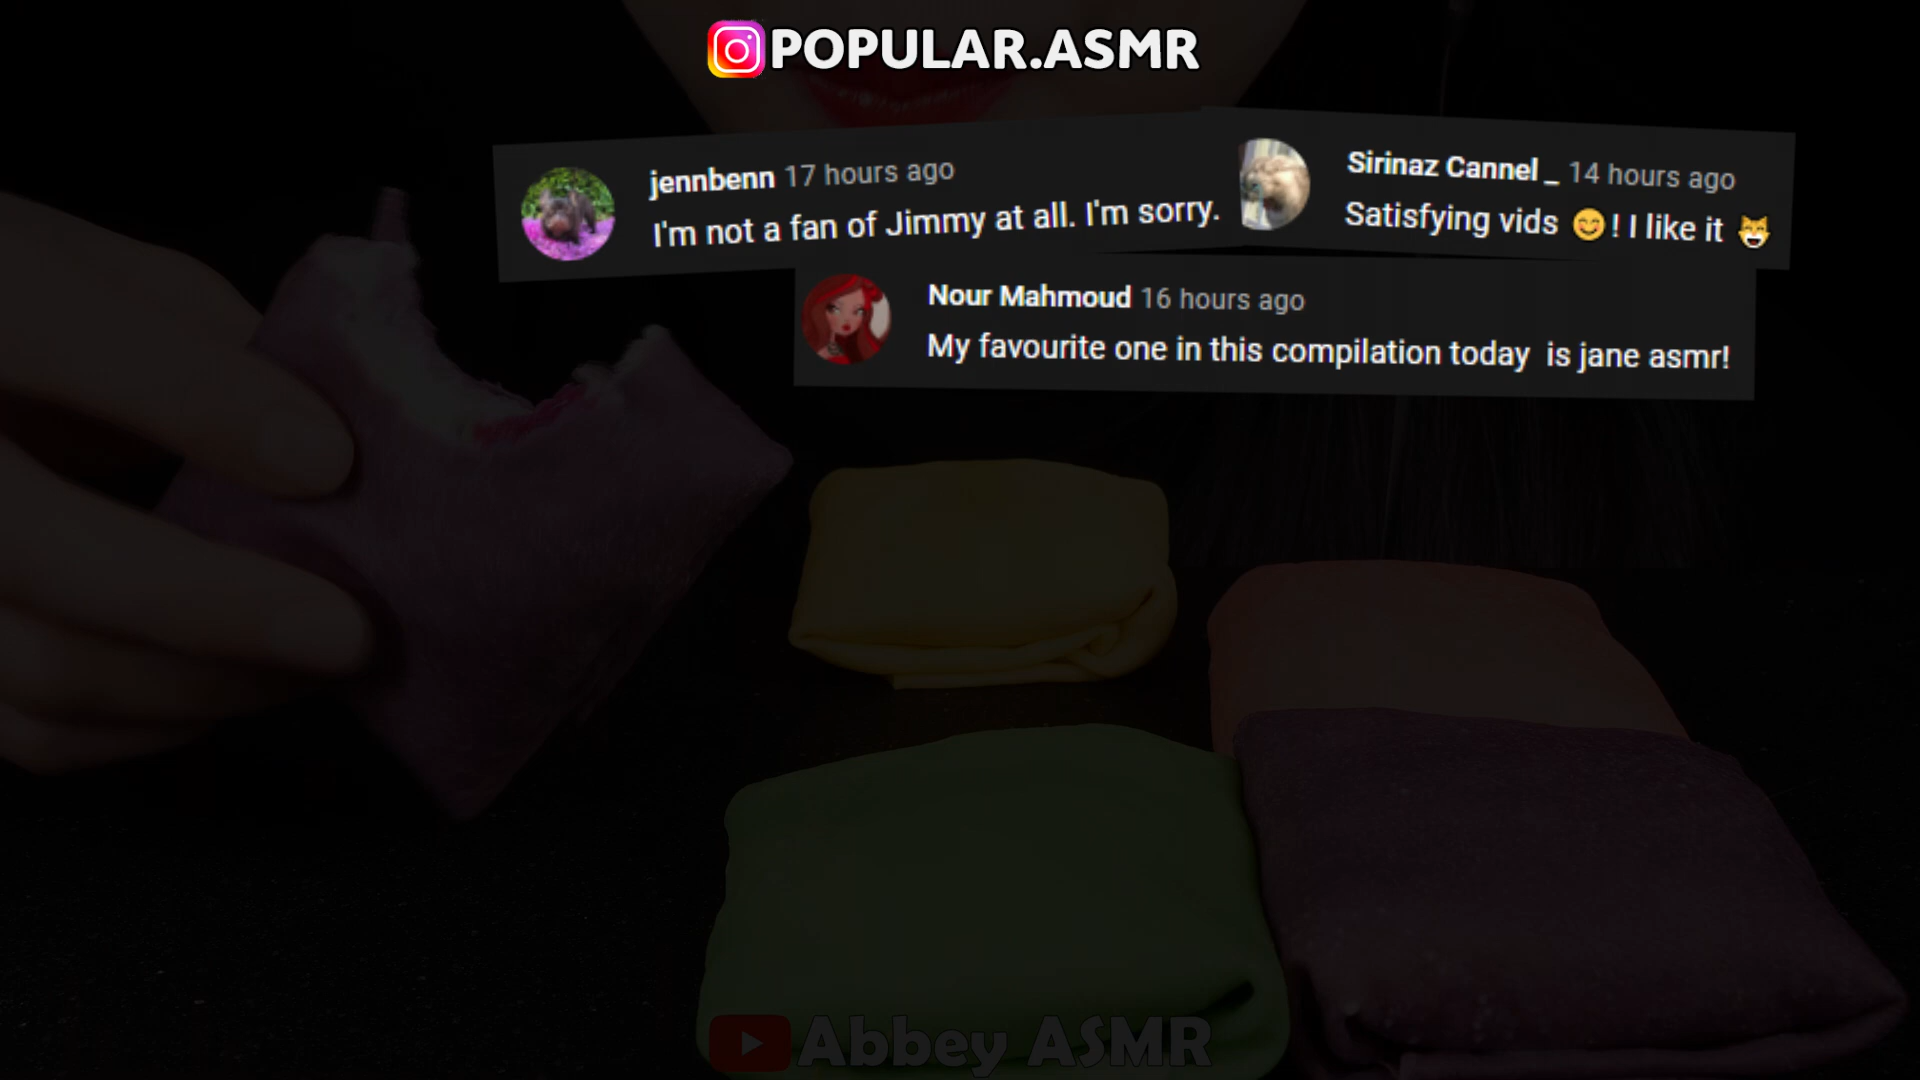 POPULAR.ASMR
jennbenn 17 hours ago
I'm not a fan of Jimmy at all. I'm sorry.
Sirinaz Cannel _ 14 hours ago
Satisfying vids 😊! I like it 😸
Nour Mahmoud 16 hours ago
My favourite one in this compilation today is jane asmr!
Abbey ASMR